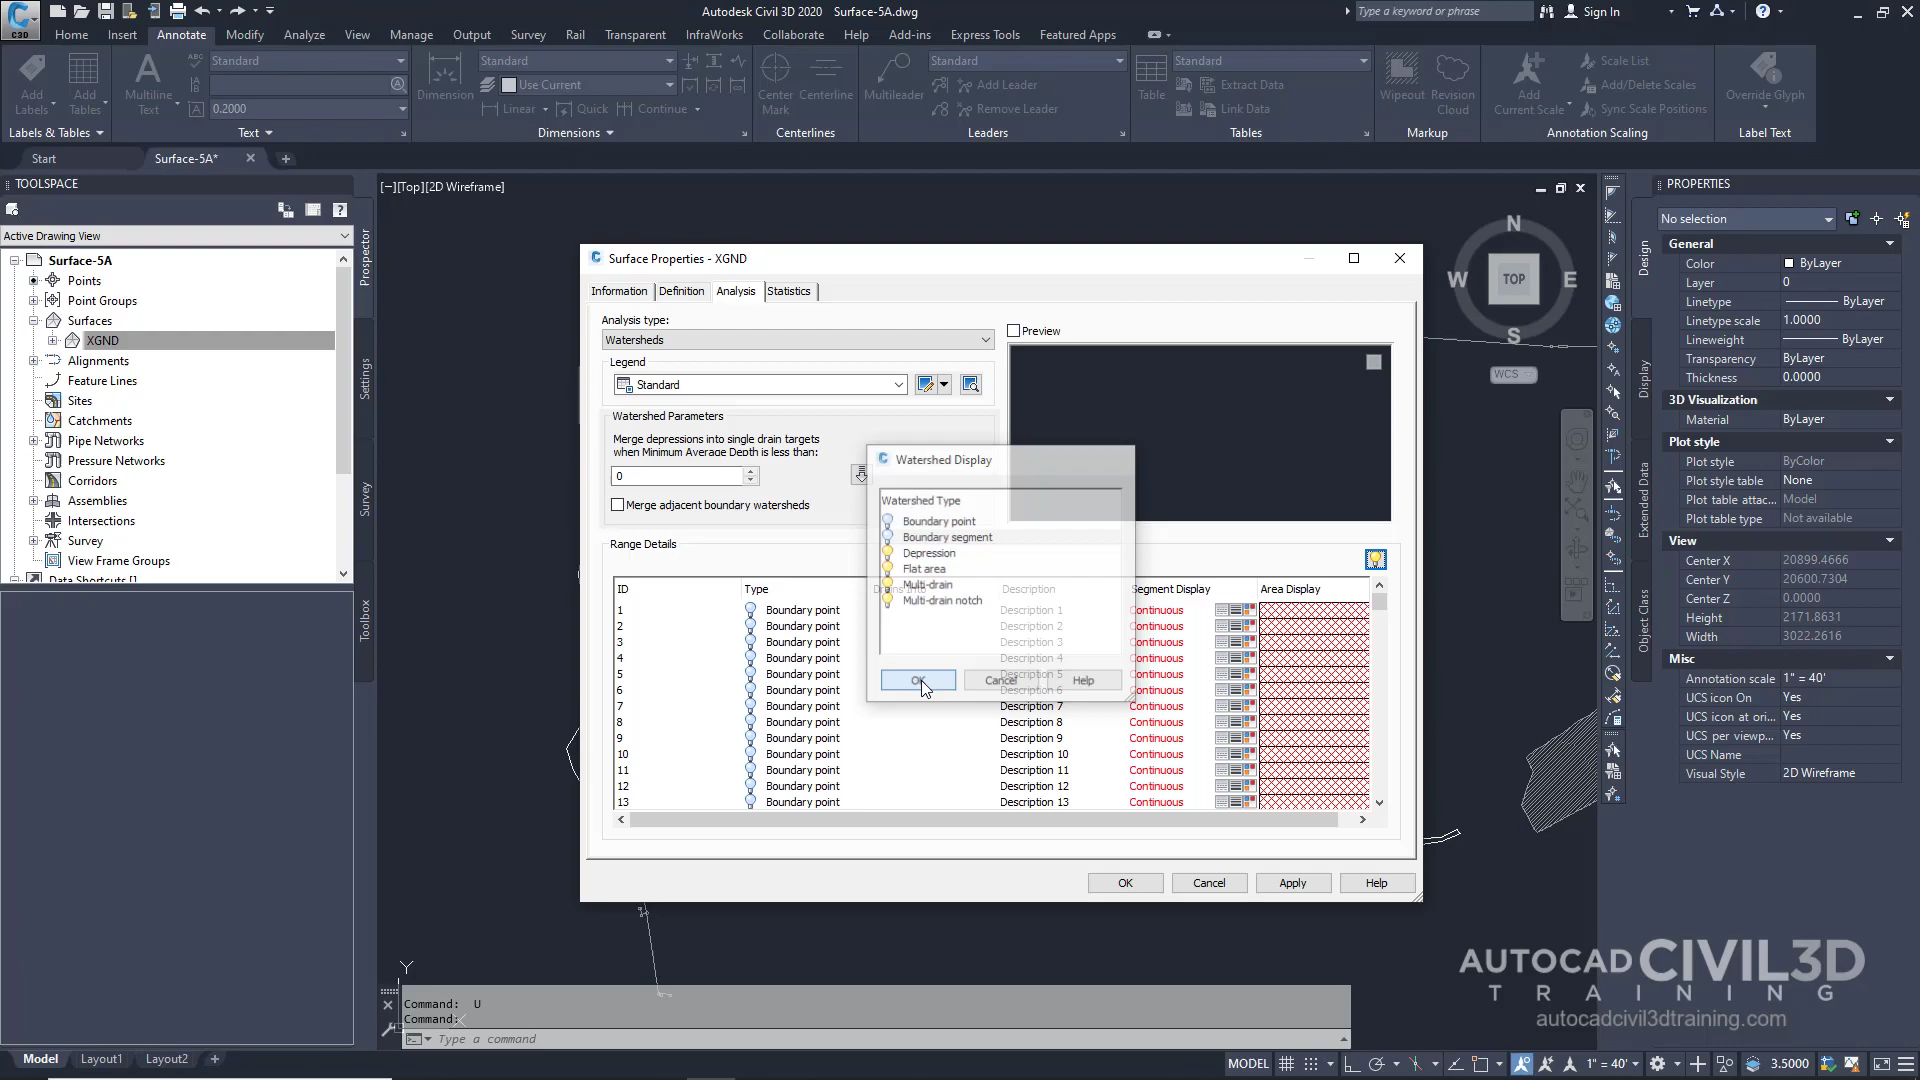 C3D
Autodesk Civil 3D 2020 Surface-5A.dwg
Type a keyword or phrase
Sign In
Home Insert Annotate Modify Analyze View Manage Output Survey Rail Transparent InfraWorks Collaborate Help Add-ins Express Tools Featured Apps
Add Labels
Add Tables
Labels & Tables
Multiline Text
ABC
Standard
0.2000
Text
Dimension
Standard
Use Current
Linear Quick Continue
Dimensions
Center Mark
Centerline
Centerlines
Multileader
Standard
Add Leader
Remove Leader
Leaders
Table
Standard
Extract Data
Link Data
Tables
Wipeout
Revision Cloud
Markup
Add Current Scale
Scale List
Add/Delete Scales
Sync Scale Positions
Annotation Scaling
Override Glyph
Label Text
Start
Surface-5A*
TOOLSPACE
Active Drawing View
Surface-5A
Points
Point Groups
Surfaces
XGND
Alignments
Feature Lines
Sites
Catchments
Pipe Networks
Pressure Networks
Corridors
Assemblies
Intersections
Survey
View Frame Groups
Data Shortcuts []
Prospector
Settings
Survey
Toolbox
[−][Top][2D Wireframe]
N
W TOP E
S
WCS
Surface Properties - XGND
Information Definition Analysis Statistics
Analysis type:
Watersheds
Preview
Legend
Standard
Watershed Parameters
Merge depressions into single drain targets
when Minimum Average Depth is less than:
0
Merge adjacent boundary watersheds
Range Details
ID Type Drains Into Description Segment Display Area Display
1 Boundary point Description 1 Continuous
2 Boundary point Description 2 Continuous
3 Boundary point Description 3 Continuous
4 Boundary point Description 4 Continuous
5 Boundary point Description 5 Continuous
6 Boundary point Description 6 Continuous
7 Boundary point Description 7 Continuous
8 Boundary point Description 8 Continuous
9 Boundary point Description 9 Continuous
10 Boundary point Description 10 Continuous
11 Boundary point Description 11 Continuous
12 Boundary point Description 12 Continuous
13 Boundary point Description 13 Continuous
OK Cancel Apply Help
Watershed Display
Watershed Type
Boundary point
Boundary segment
Depression
Flat area
Multi-drain
Multi-drain notch
OK Cancel Help
PROPERTIES
No selection
General
Color ByLayer
Layer 0
Linetype ByLayer
Linetype scale 1.0000
Lineweight ByLayer
Transparency ByLayer
Thickness 0.0000
3D Visualization
Material ByLayer
Plot style
Plot style ByColor
Plot style table None
Plot table attac... Model
Plot table type Not available
View
Center X 20899.4666
Center Y 20600.7304
Center Z 0.0000
Height 2171.8631
Width 3022.2616
Misc
Annotation scale 1" = 40'
UCS icon On Yes
UCS icon at ori... Yes
UCS per viewp... Yes
UCS Name
Visual Style 2D Wireframe
Design
Display
Extended Data
Object Class
Y
X
Command: U
Command:
Type a command
AUTOCAD CIVIL3D
TRAINING
autocadcivil3dtraining.com
Model Layout1 Layout2
MODEL
1" = 40'
3.5000